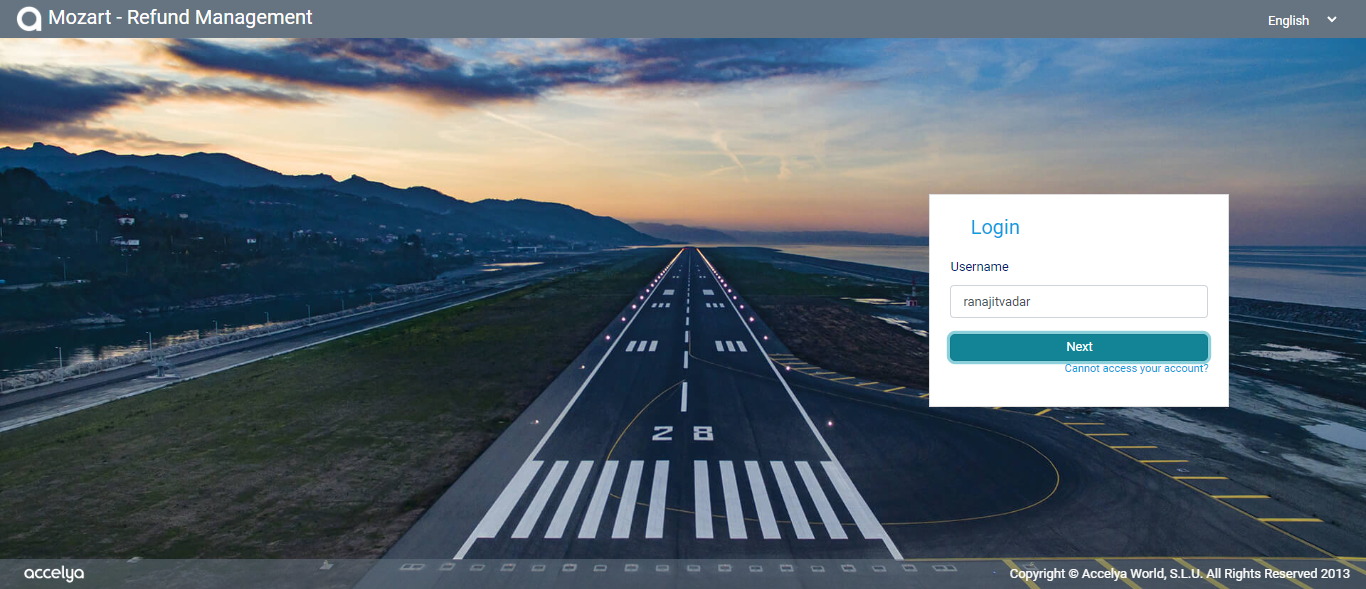 Mozart - Refund Management
English
Login
Username
ranajitvadar
Next
Cannot access your account?
28
accelya
Copyright © Accelya World, S.L.U. All Rights Reserved 2013